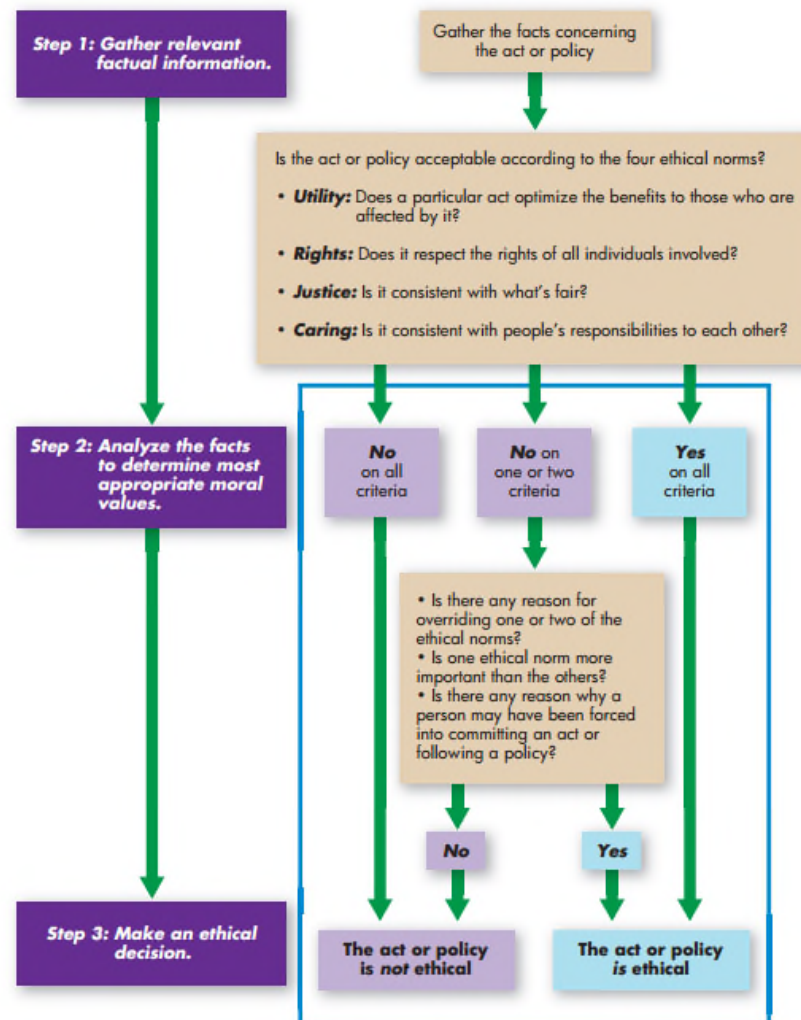 Step 1: Gather relevant
factual information.
Gather the facts concerning
the act or policy
Is the act or policy acceptable according to the four ethical norms?
• Utility: Does a particular act optimize the benefits to those who are
affected by it?
• Rights: Does it respect the rights of all individuals involved?
• Justice: Is it consistent with what's fair?
• Caring: Is it consistent with people's responsibilities to each other?
Step 2: Analyze the facts
to determine most
appropriate moral
values.
No
on all
criteria
No on
one or two
criteria
Yes
on all
criteria
• Is there any reason for
overriding one or two of the
ethical norms?
• Is one ethical norm more
important than the others?
• Is there any reason why a
person may have been forced
into committing an act or
following a policy?
No
Yes
Step 3: Make an ethical
decision.
The act or policy
is not ethical
The act or policy
is ethical